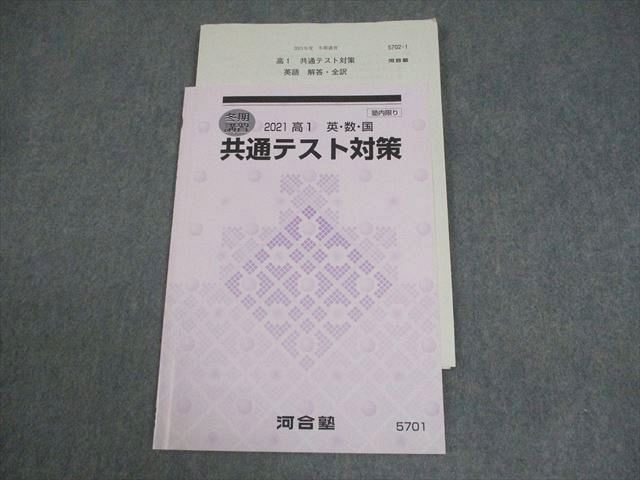 2021年度 冬期講習
5702-1
高1 共通テスト対策
河合塾
英語 解答・全訳
冬期
講習
塾内限り
2021 高1 英・数・国
共通テスト対策
河合塾
5701